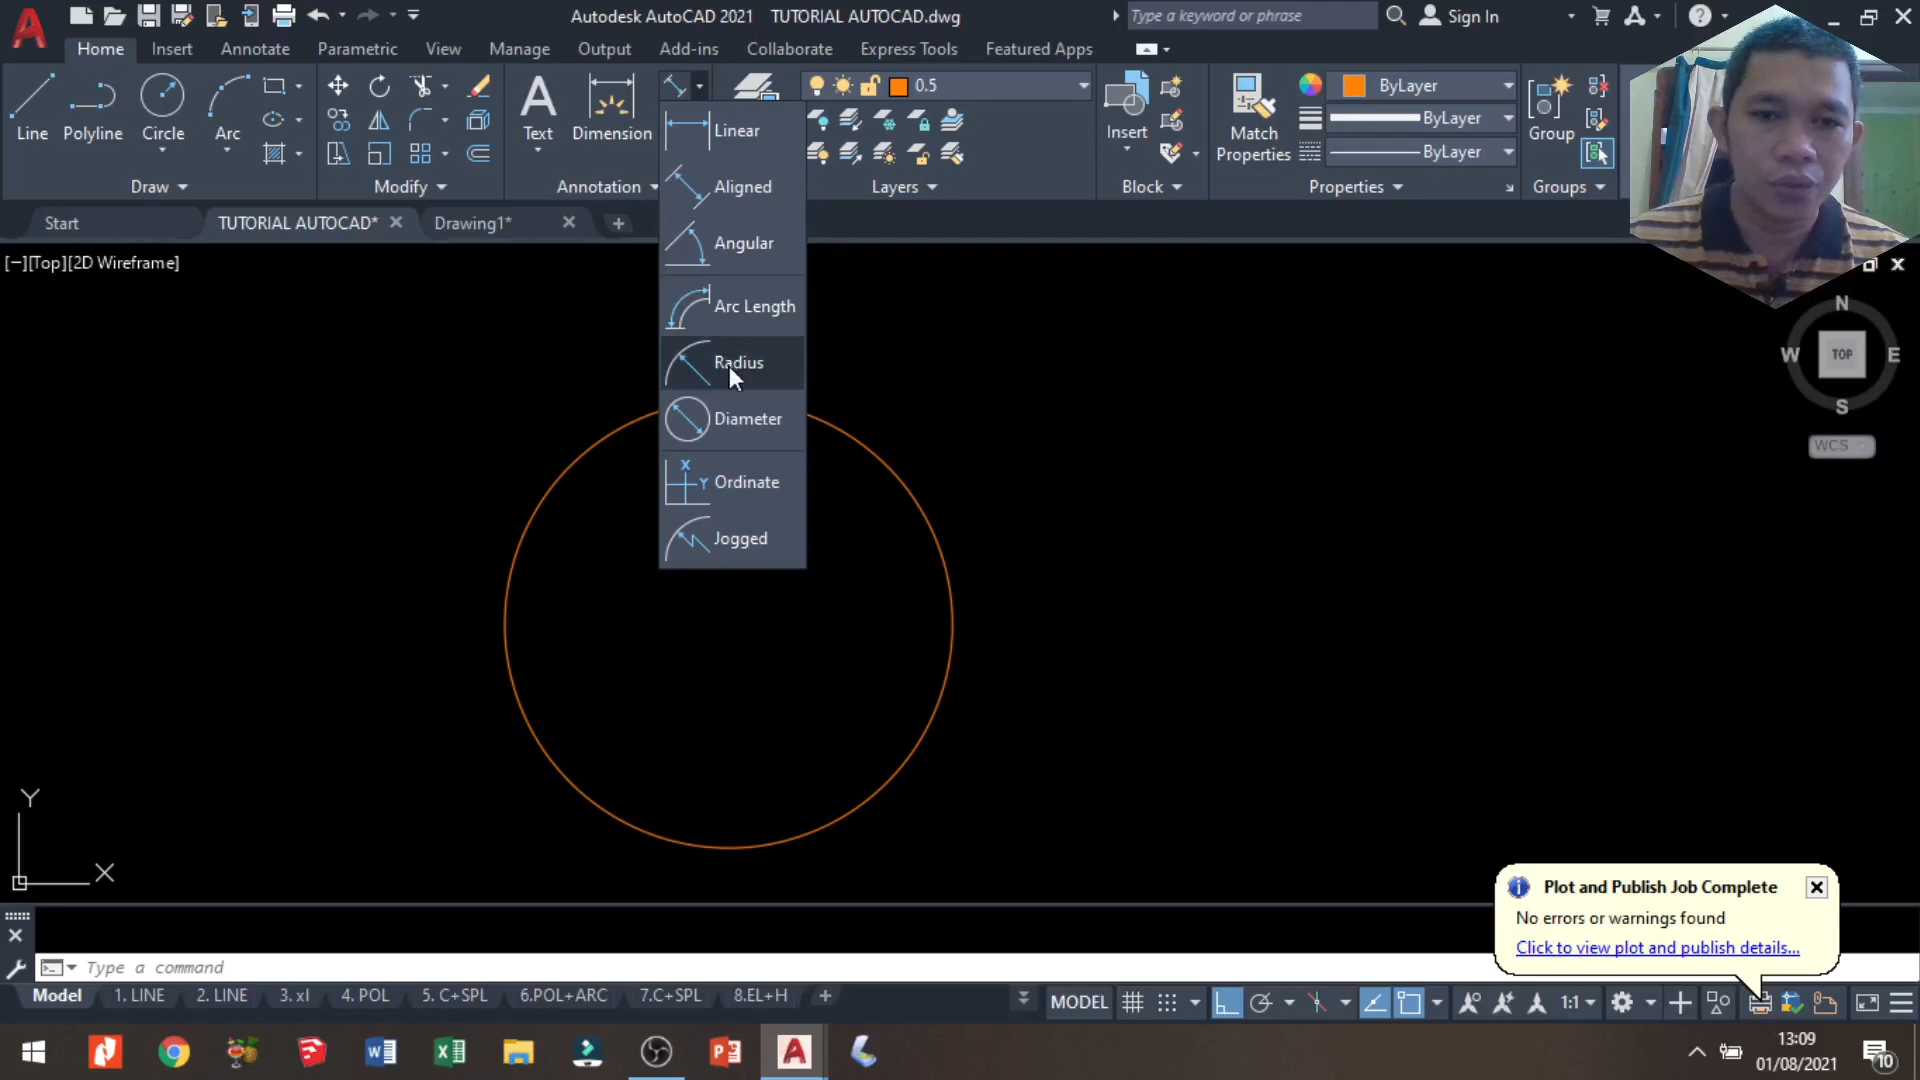 Autodesk AutoCAD 2021 TUTORIAL AUTOCAD.dwg
Type a keyword or phrase
Sign In
Home Insert Annotate Parametric View Manage Output Add-ins Collaborate Express Tools Featured Apps
Line Polyline Circle Arc
Text Dimension
0.5
Insert
Match
Properties
ByLayer
ByLayer
ByLayer
Group
Draw Modify Annotation Layers Block Properties Groups
Linear
Aligned
Angular
Arc Length
Radius
Diameter
X
Y Ordinate
Jogged
Start TUTORIAL AUTOCAD* Drawing1*
[−][Top][2D Wireframe]
N
W TOP E
S
WCS
Y
X
Plot and Publish Job Complete
No errors or warnings found
Click to view plot and publish details...
Type a command
Model 1. LINE 2. LINE 3. xl 4. POL 5. C+SPL 6.POL+ARC 7.C+SPL 8.EL+H
MODEL 1:1
13:09
01/08/2021
10